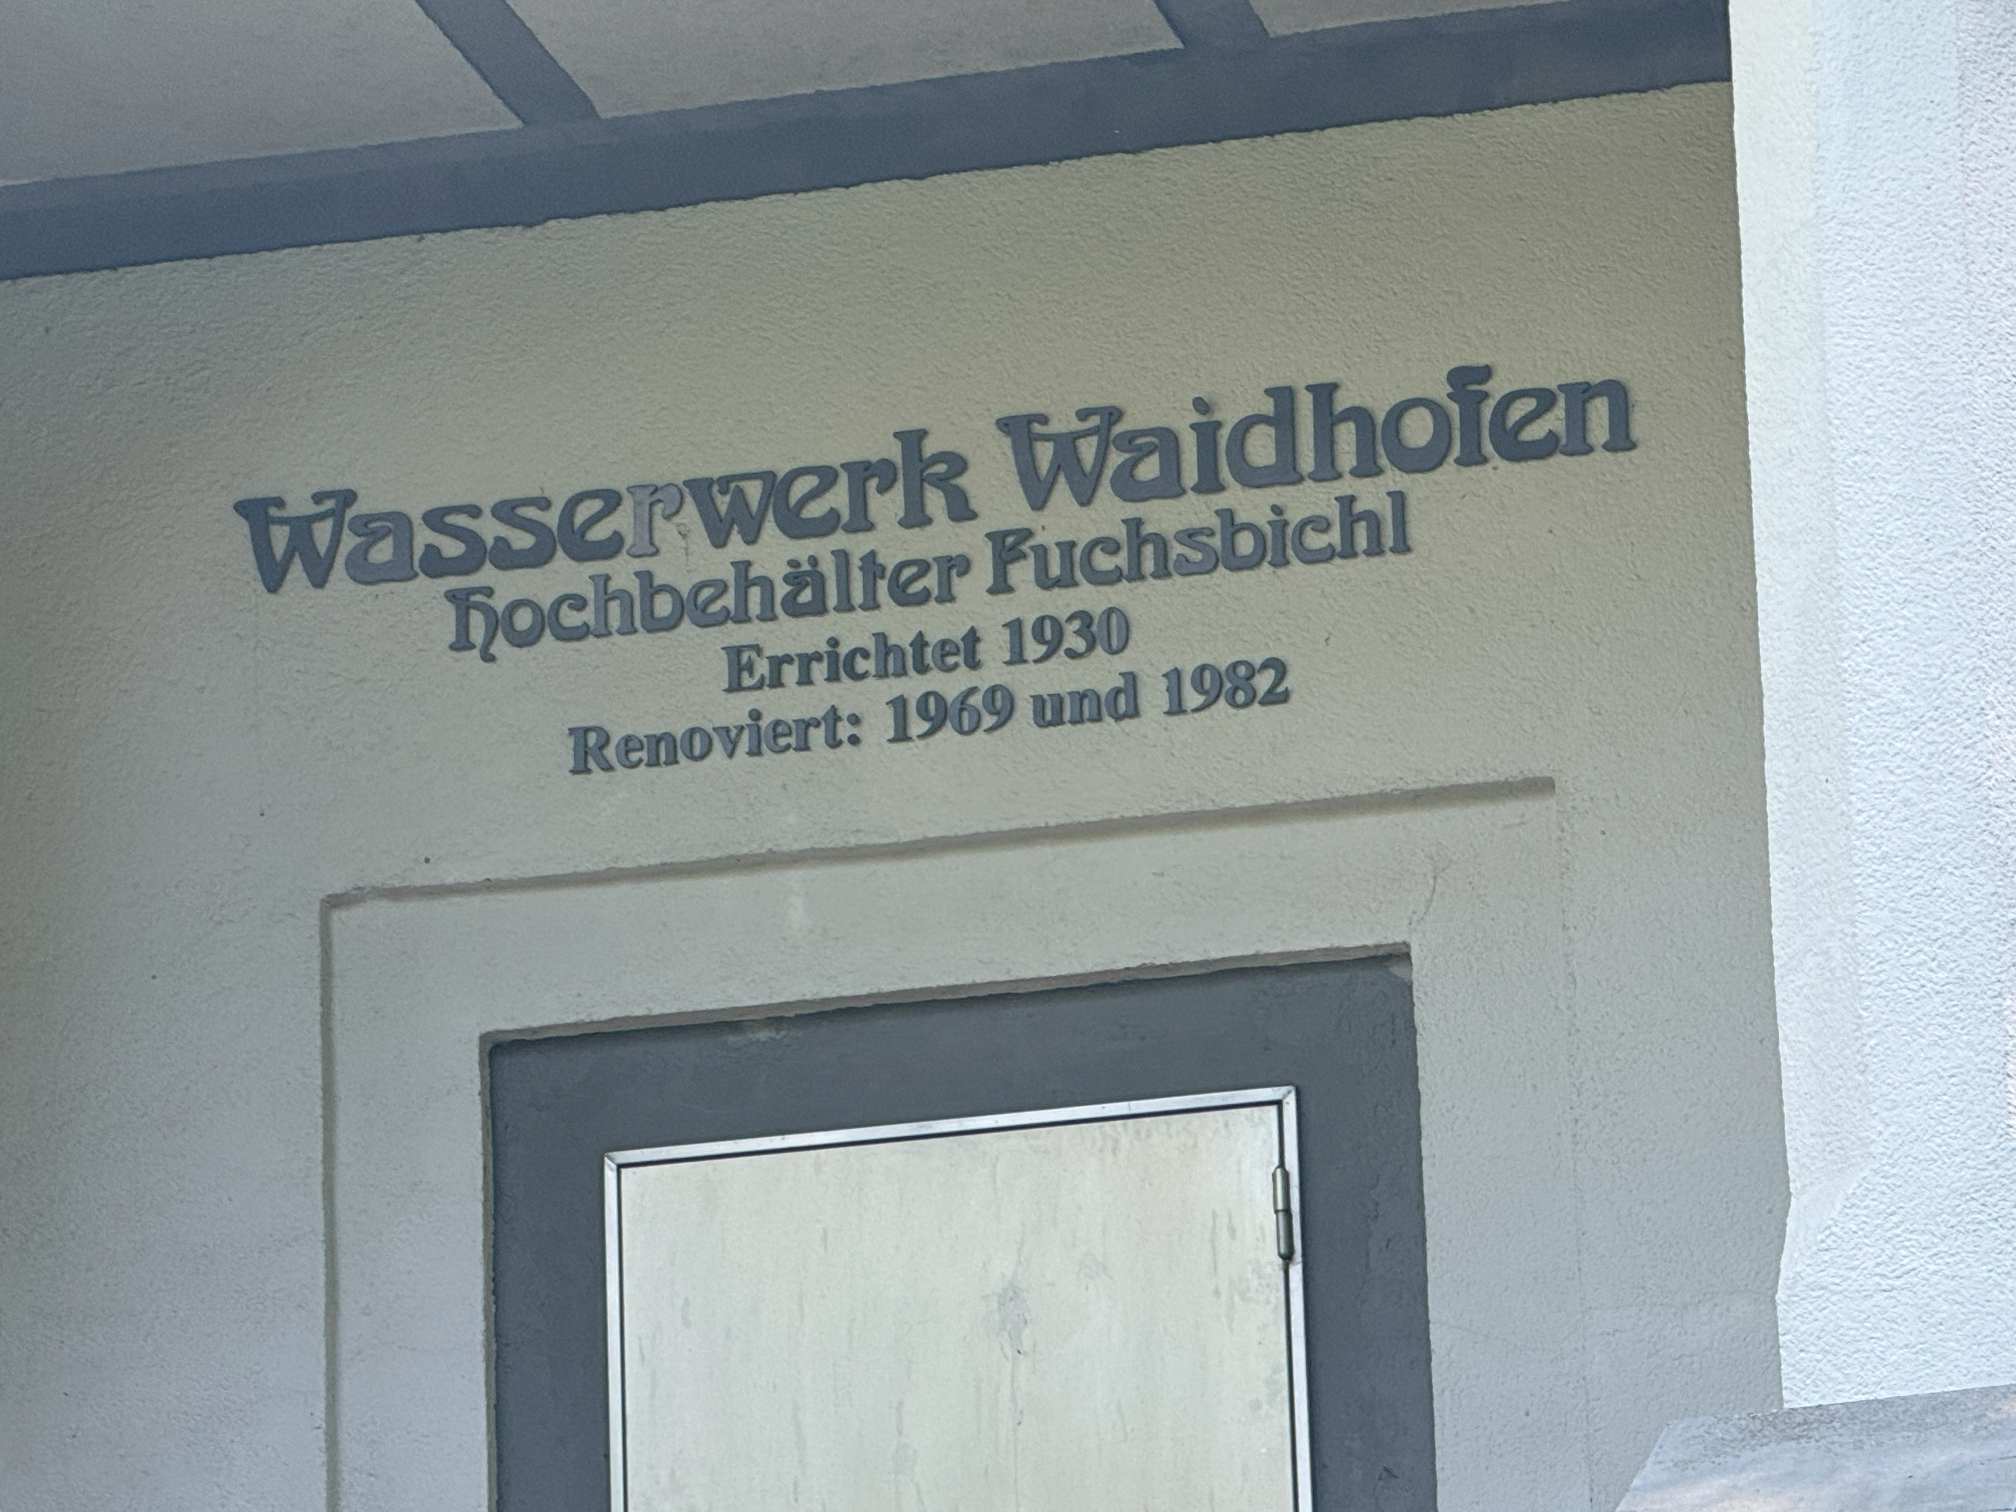 Wasserwerk Waidhofen
Hochbehälter Fuchsbichl
Errichtet 1930
Renoviert: 1969 und 1982